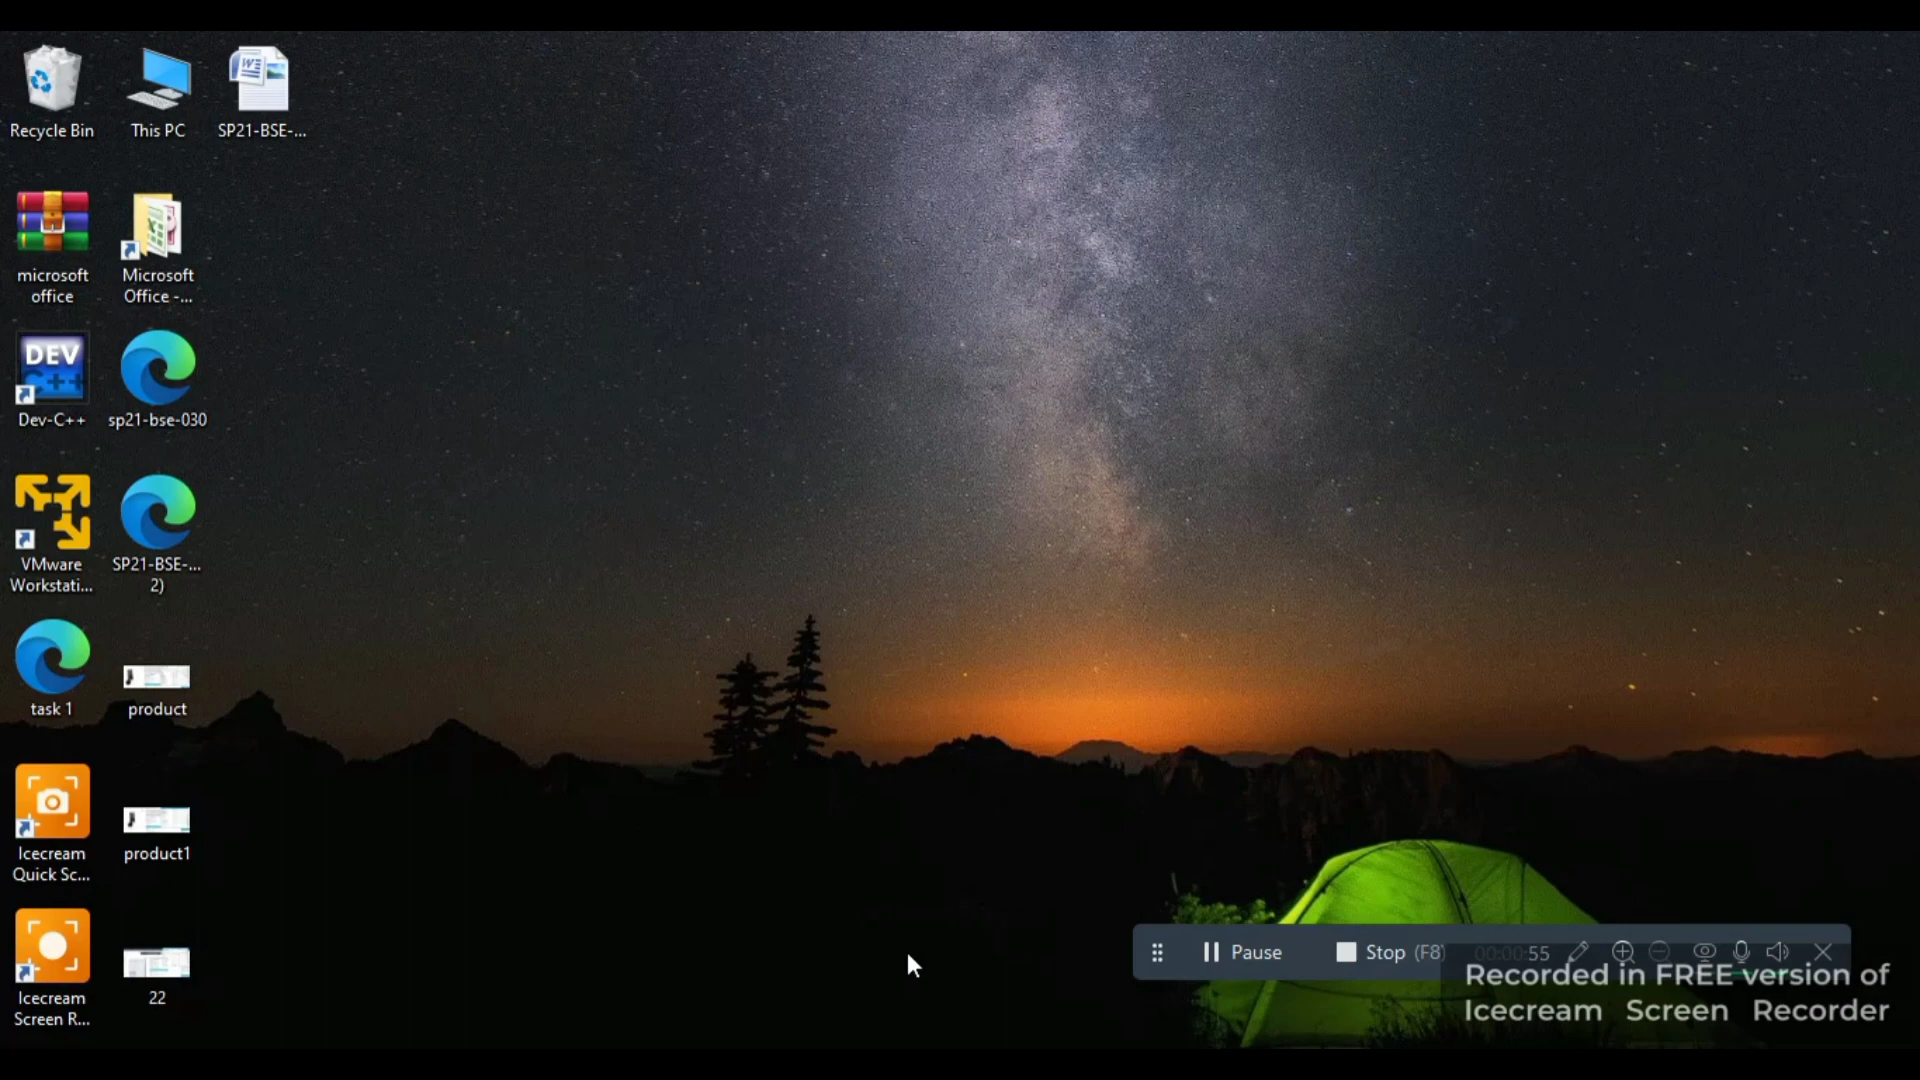 Recycle Bin
This PC
SP21-BSE-...
microsoft
office
Microsoft
Office -...
DEV
C++
Dev-C++
sp21-bse-030
VMware
Workstati...
SP21-BSE-...
2)
task 1
product
Icecream
Quick Sc...
product1
Icecream
Screen R...
22
Pause
Stop (F8)
00:00:55
Recorded in FREE version of
Icecream Screen Recorder